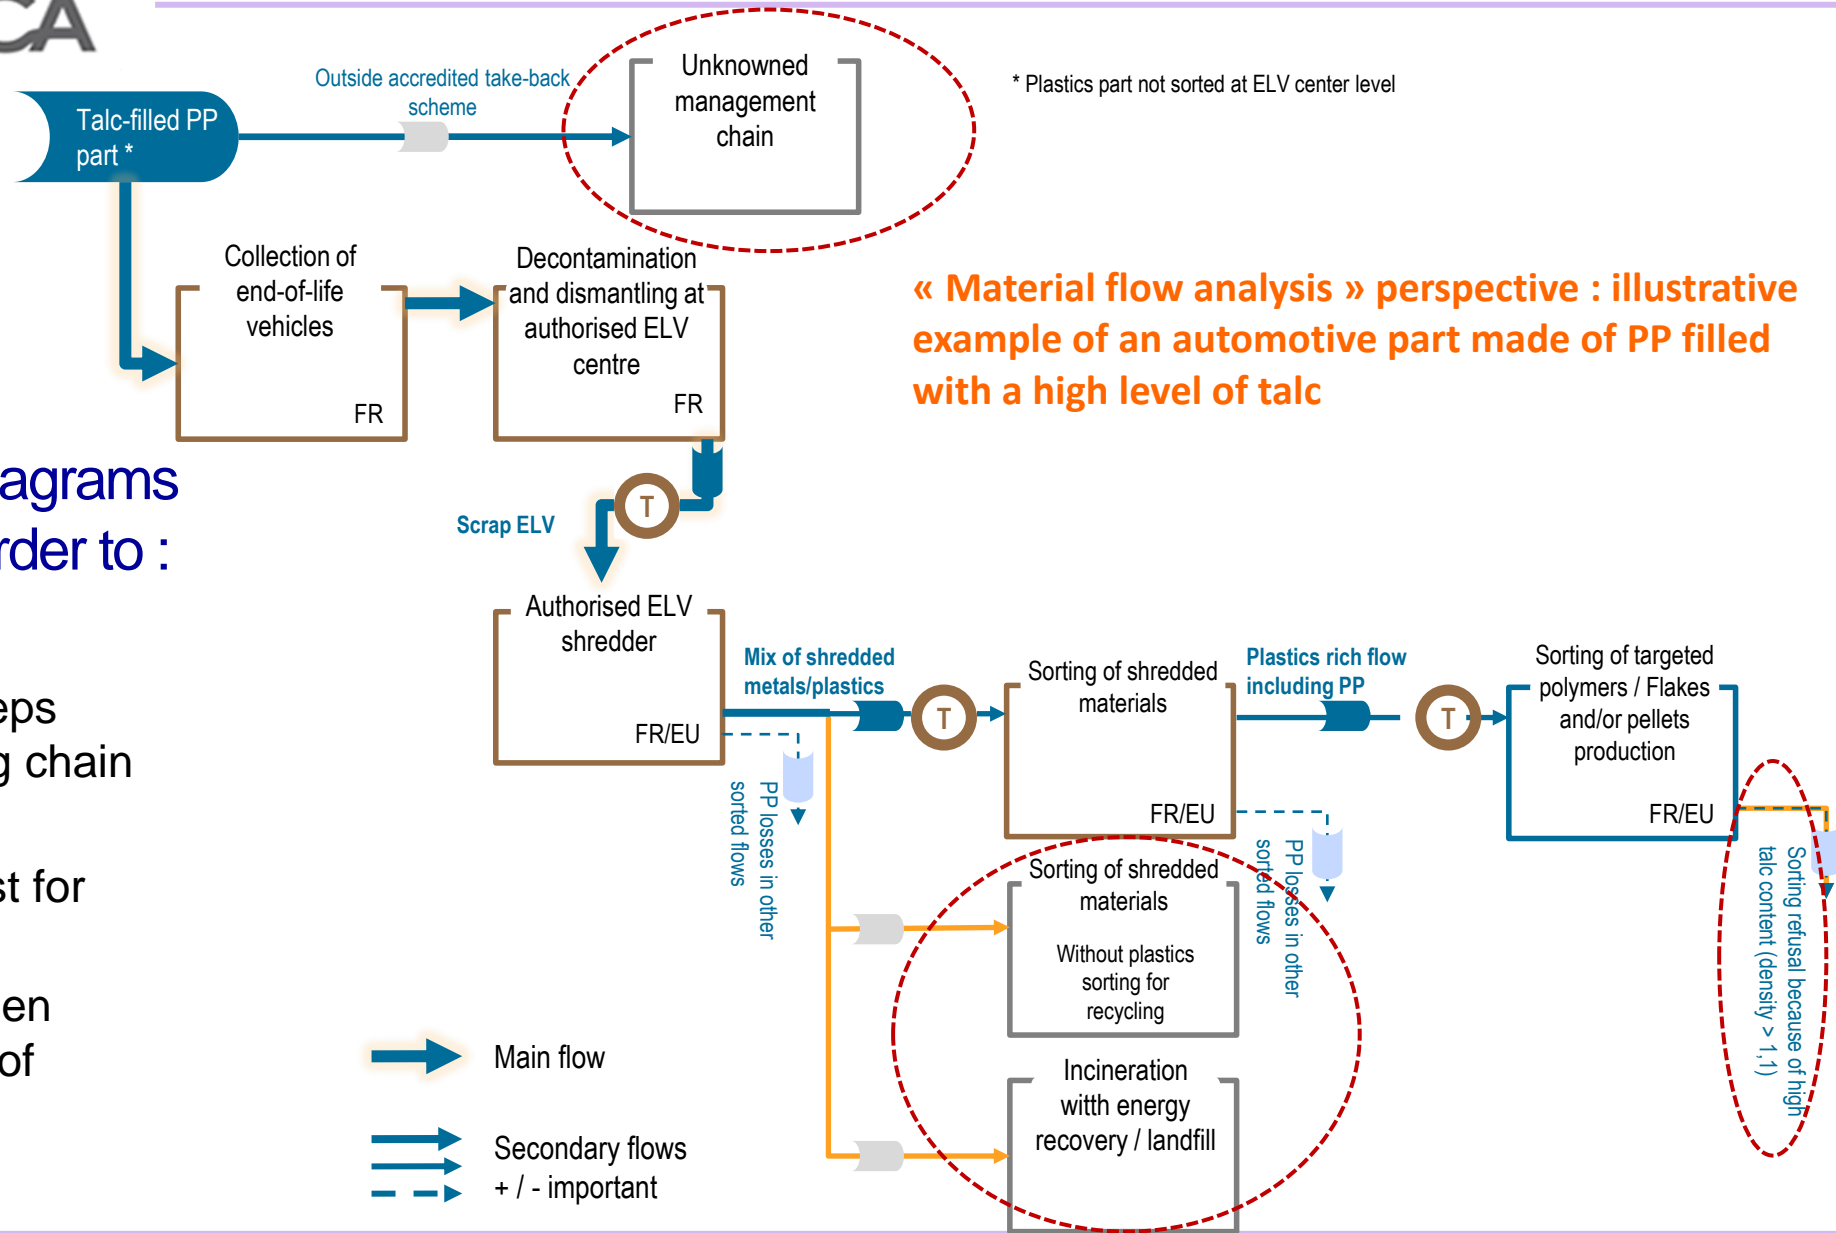 CA
Talc-filled PP
part *
Outside accredited take-back
scheme
Unknowned
management
chain
* Plastics part not sorted at ELV center level
Collection of
end-of-life
vehicles
FR
Decontamination
and dismantling at
authorised ELV
centre
FR
« Material flow analysis » perspective : illustrative
example of an automotive part made of PP filled
with a high level of talc
agrams
rder to :
eps
g chain
st for
en
of
T
Scrap ELV
Authorised ELV
shredder
FR/EU
Mix of shredded
metals/plastics
T
PP losses in other
sorted flows
Sorting of shredded
materials
FR/EU
Plastics rich flow
including PP
T
PP losses in other
sorted flows
Sorting of targeted
polymers / Flakes
and/or pellets
production
FR/EU
Sorting refusal because of high
talc content (density > 1,1)
Sorting of shredded
materials
Without plastics
sorting for
recycling
Incineration
witth energy
recovery / landfill
Main flow
Secondary flows
+ / - important